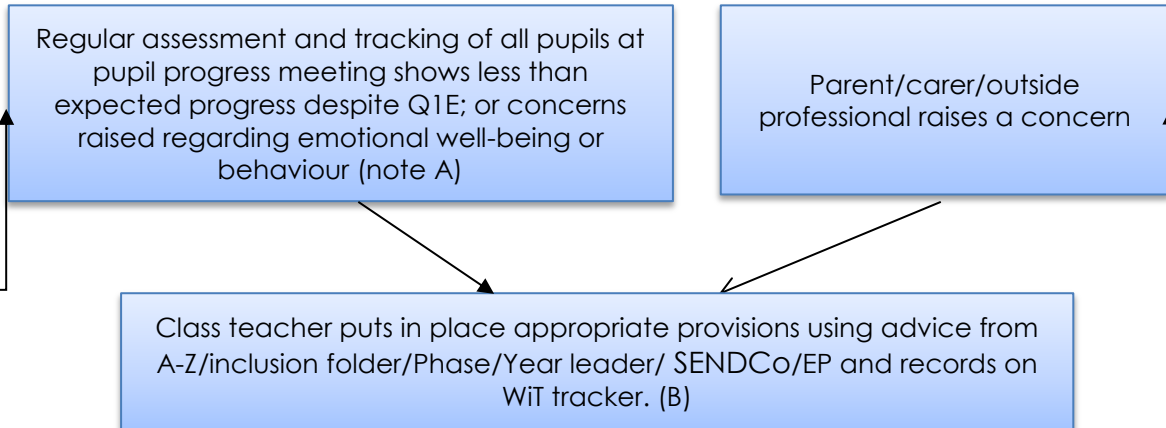 Regular assessment and tracking of all pupils at
pupil progress meeting shows less than
expected progress despite Q1E; or concerns
raised regarding emotional well-being or
behaviour (note A)
Parent/carer/outside
professional raises a concern
Class teacher puts in place appropriate provisions using advice from
A-Z/inclusion folder/Phase/Year leader/ SENDCo/EP and records on
WiT tracker. (B)